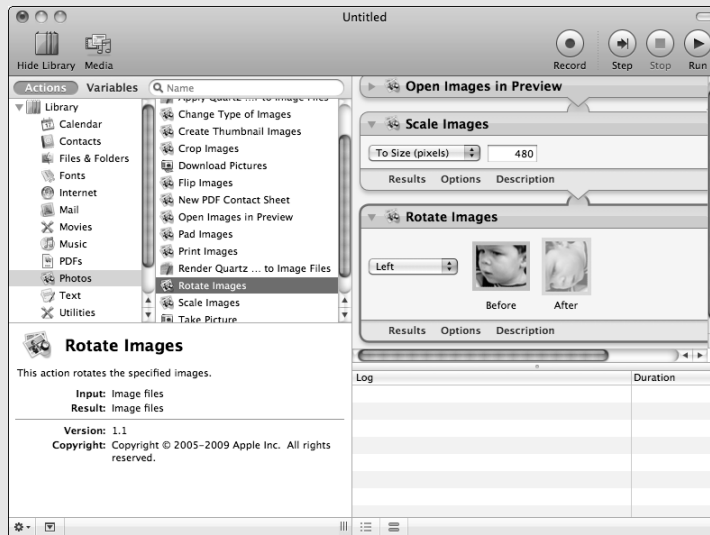 Untitled
Hide Library
Media
Record
Step
Stop
Run
Actions
Variables
Name
Library
Calendar
Contacts
Files & Folders
Fonts
Internet
Mail
Movies
Music
PDFs
Photos
Text
Utilities
Apply Quartz ... to Image Files
Change Type of Images
Create Thumbnail Images
Crop Images
Download Pictures
Flip Images
New PDF Contact Sheet
Open Images in Preview
Pad Images
Print Images
Render Quartz ... to Image Files
Rotate Images
Scale Images
Take Picture
Open Images in Preview
Scale Images
To Size (pixels)
480
Results Options Description
Rotate Images
Left
Before
After
Results Options Description
Rotate Images
This action rotates the specified images.
Input: Image files
Result: Image files
Version: 1.1
Copyright: Copyright © 2005-2009 Apple Inc. All rights
reserved.
Log
Duration